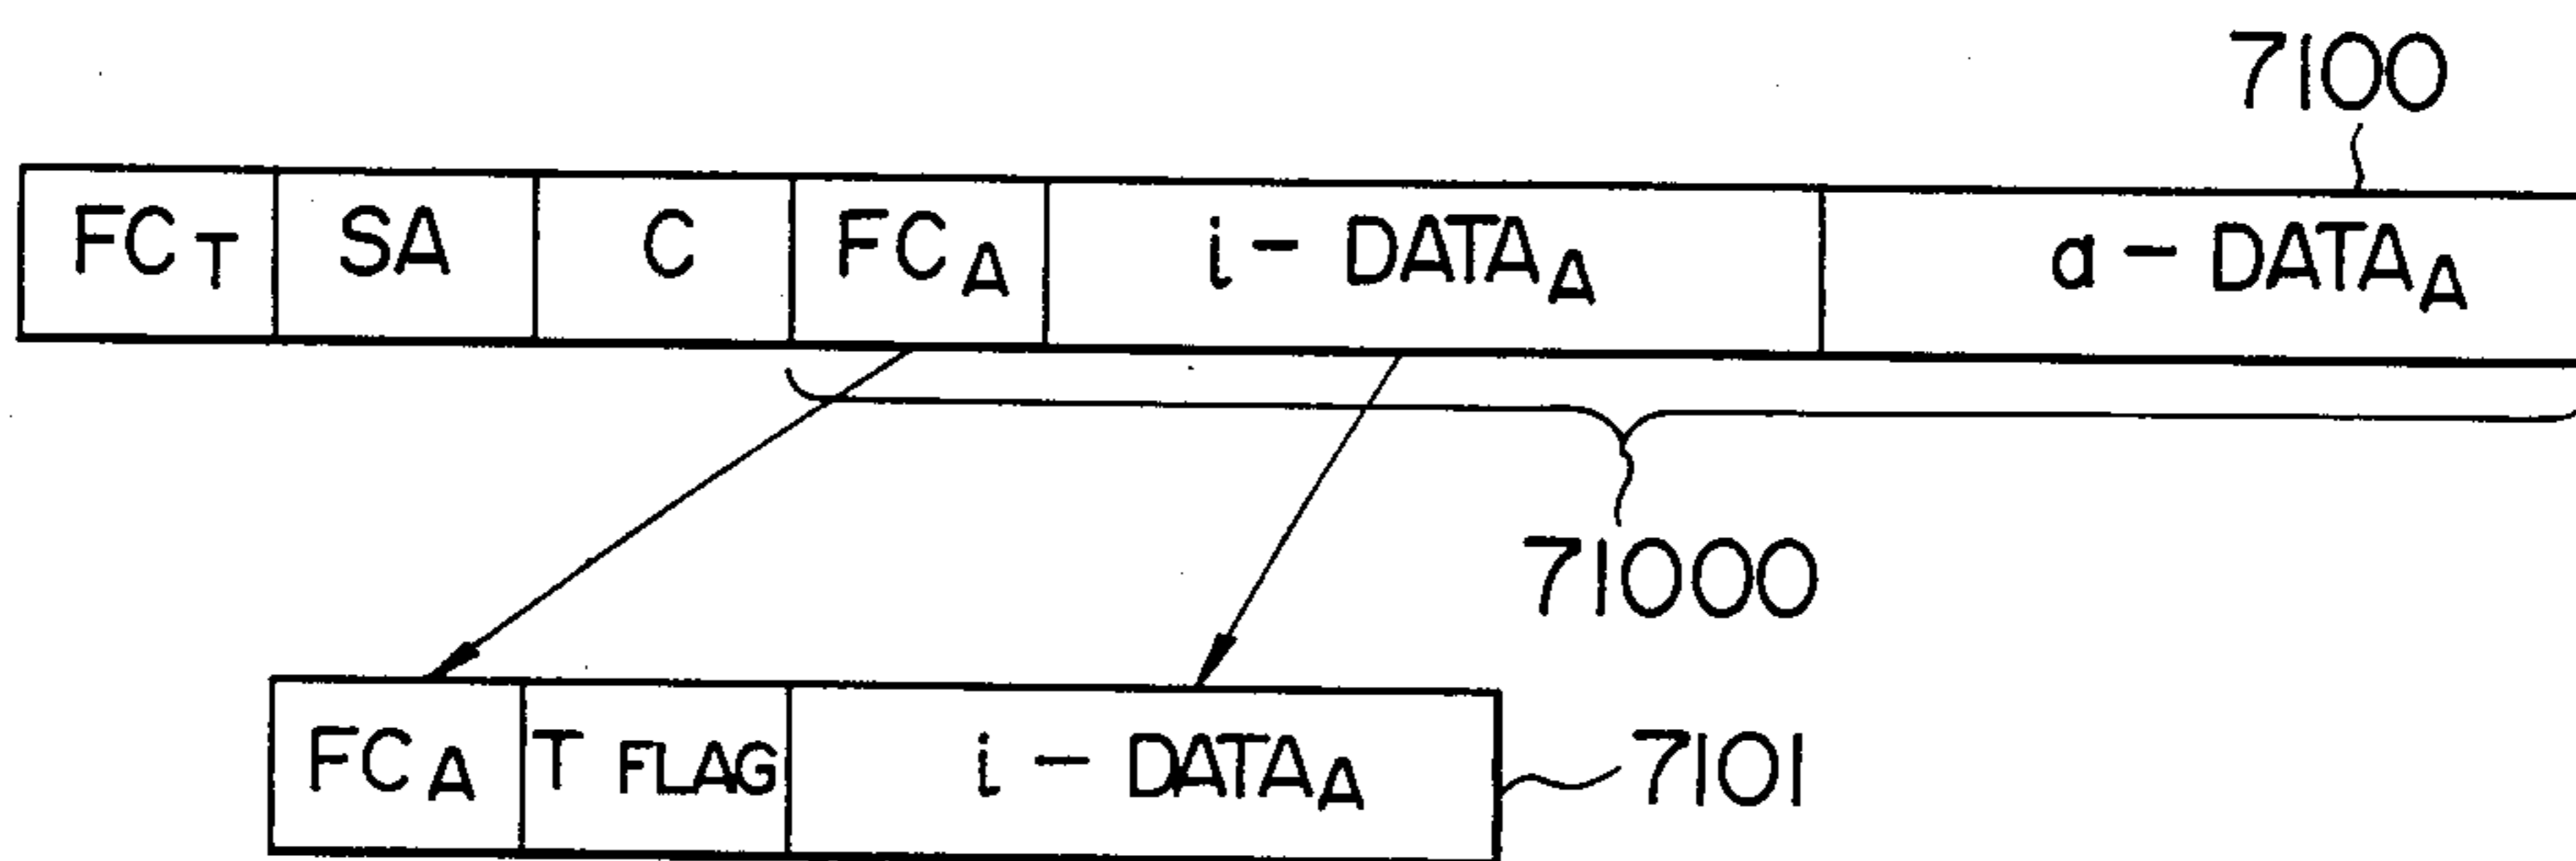 7100
FCT SA C FCA i - DATAA a - DATAA
71000
FCA T FLAG i - DATAA 7101